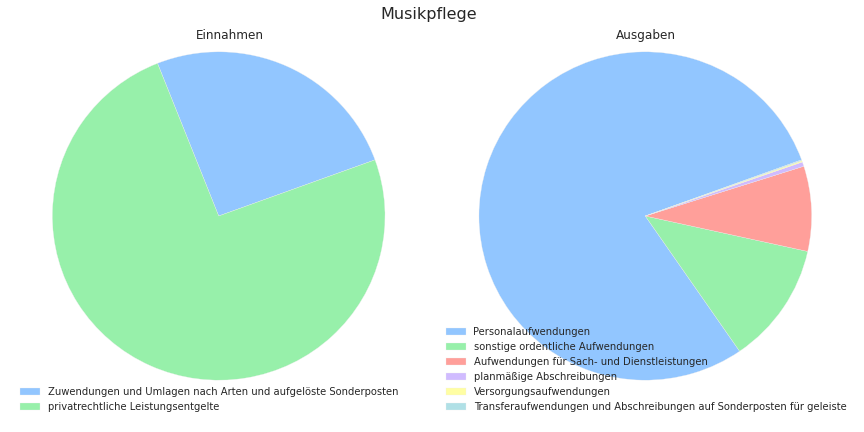 Musikpflege
Einnahmen
Zuwendungen und Umlagen nach Arten und aufgelöste Sonderposten
privatrechtliche Leistungsentgelte
Ausgaben
Personalaufwendungen
sonstige ordentliche Aufwendungen
Aufwendungen für Sach- und Dienstleistungen
planmäßige Abschreibungen
Versorgungsaufwendungen
Transferaufwendungen und Abschreibungen auf Sonderposten für geleiste